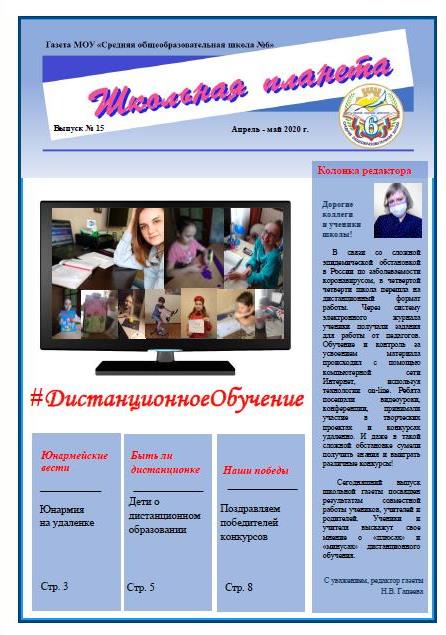 Газета МОУ «Средняя общеобразовательная школа №6»
Школьная планета
Выпуск № 15
Апрель - май 2020 г.
6
Колонка редактора
Дорогие
коллеги
и ученики
школы!
В связи со сложной
эпидемической обстановкой
в России по заболеваемости
коронавирусом, в четвертой
четверти школа перешла на
дистанционный формат
работы. Через систему
электронного журнала
ученики получали задания
для работы от педагогов.
Обучение и контроль за
усвоением материала
происходил с помощью
компьютерной сети
Интернет, используя
технологии on-line. Ребята
посещали видеоуроки,
конференции, принимали
участие в творческих
проектах и конкурсах
удаленно. И даже в такой
сложной обстановке сумели
получить знания и выиграть
различные конкурсы!
Сегодняшний выпуск
школьной газеты посвящен
результатам совместной
работы учеников, учителей и
родителей. Ученики и
учителя выскажут свое
мнение о «плюсах» и
«минусах» дистанционного
обучения.
С уважением, редактор газеты
Н.В. Гапеева
#ДистанционноеОбучение
Юнармейские
вести
Юнармия
на удаленке
Стр. 3
Быть ли
дистанционке
Дети о
дистанционном
образовании
Стр. 5
Наши победы
Поздравляем
победителей
конкурсов
Стр. 8